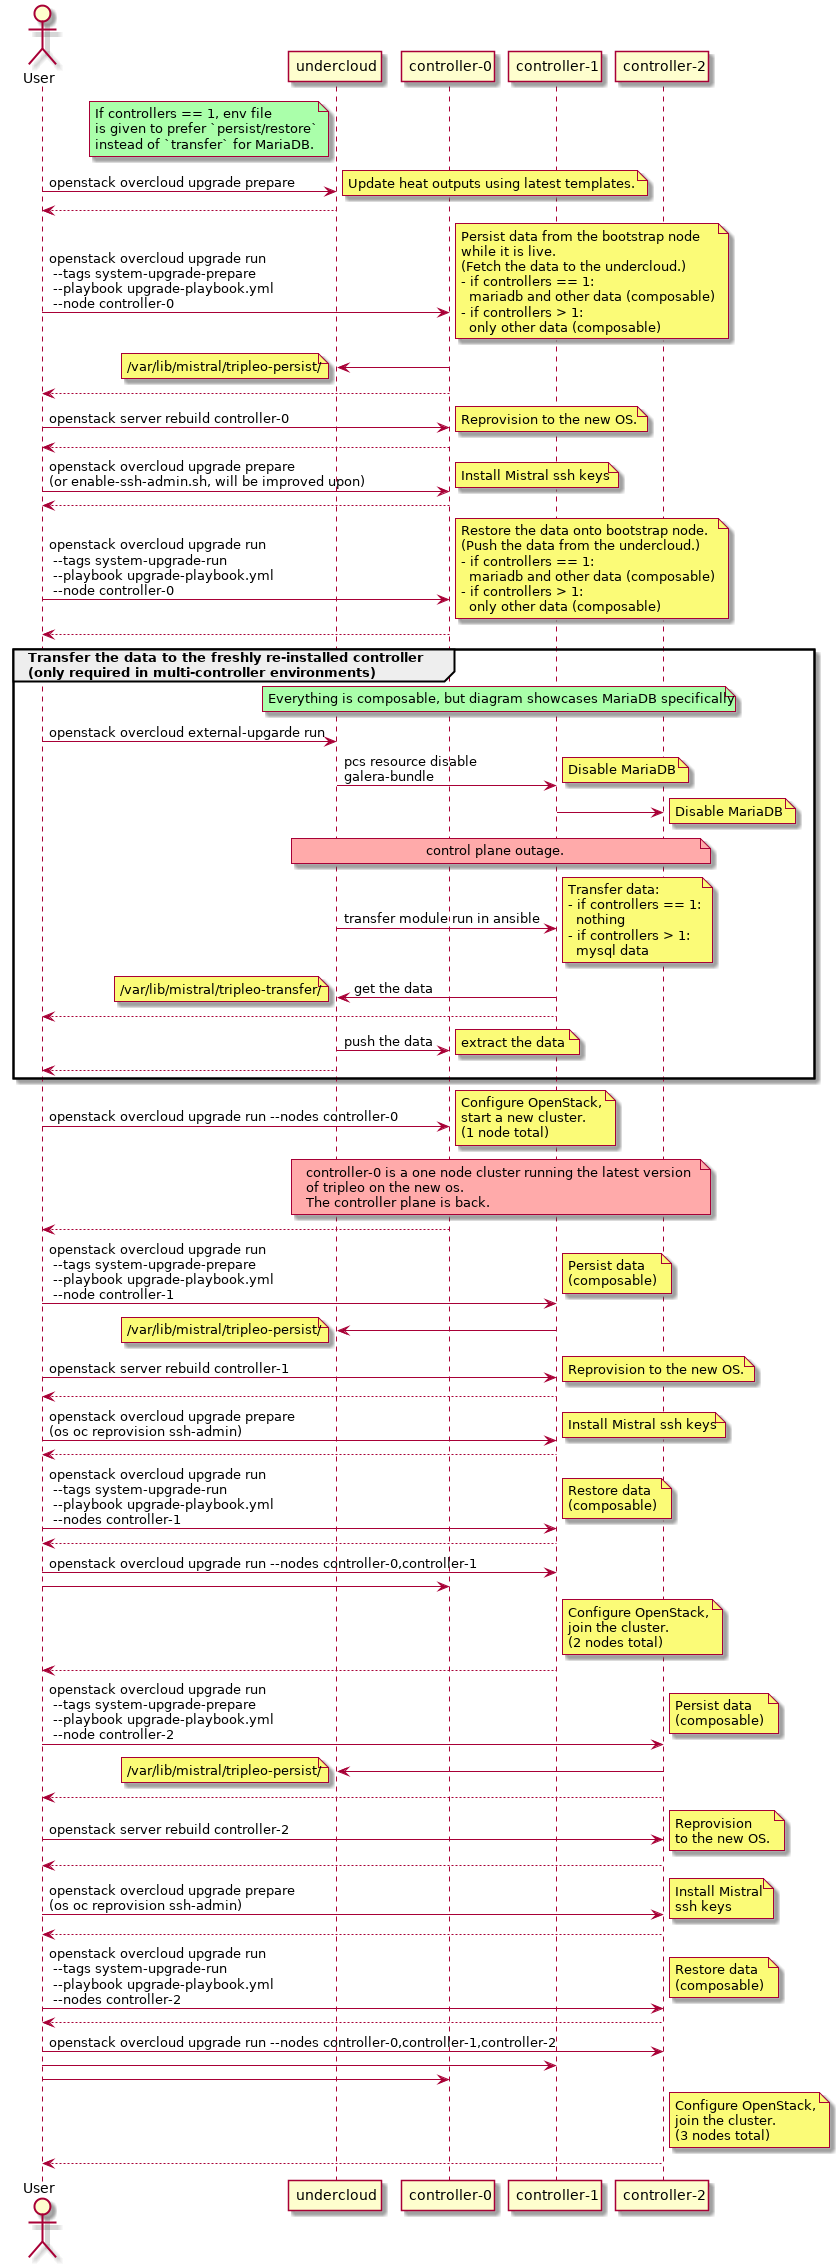 User
undercloud
controller-0
controller-1
controller-2
If controllers == 1, env file
is given to prefer `persist/restore`
instead of `transfer` for MariaDB.
openstack overcloud upgrade prepare
Update heat outputs using latest templates.
openstack overcloud upgrade run
--tags system-upgrade-prepare
--playbook upgrade-playbook.yml
--node controller-0
Persist data from the bootstrap node
while it is live.
(Fetch the data to the undercloud.)
- if controllers == 1:
mariadb and other data (composable)
- if controllers > 1:
only other data (composable)
/var/lib/mistral/tripleo-persist/
openstack server rebuild controller-0
Reprovision to the new OS.
openstack overcloud upgrade prepare
(or enable-ssh-admin.sh, will be improved upon)
Install Mistral ssh keys
openstack overcloud upgrade run
--tags system-upgrade-run
--playbook upgrade-playbook.yml
--node controller-0
Restore the data onto bootstrap node.
(Push the data from the undercloud.)
- if controllers == 1:
mariadb and other data (composable)
- if controllers > 1:
only other data (composable)
Transfer the data to the freshly re-installed controller
(only required in multi-controller environments)
Everything is composable, but diagram showcases MariaDB specifically
openstack overcloud external-upgarde run
pcs resource disable
galera-bundle
Disable MariaDB
Disable MariaDB
control plane outage.
transfer module run in ansible
Transfer data:
- if controllers == 1:
nothing
- if controllers > 1:
mysql data
/var/lib/mistral/tripleo-transfer/
get the data
push the data
extract the data
openstack overcloud upgrade run --nodes controller-0
Configure OpenStack,
start a new cluster.
(1 node total)
controller-0 is a one node cluster running the latest version
of tripleo on the new os.
The controller plane is back.
openstack overcloud upgrade run
--tags system-upgrade-prepare
--playbook upgrade-playbook.yml
--node controller-1
Persist data
(composable)
/var/lib/mistral/tripleo-persist/
openstack server rebuild controller-1
Reprovision to the new OS.
openstack overcloud upgrade prepare
(os oc reprovision ssh-admin)
Install Mistral ssh keys
openstack overcloud upgrade run
--tags system-upgrade-run
--playbook upgrade-playbook.yml
--nodes controller-1
Restore data
(composable)
openstack overcloud upgrade run --nodes controller-0,controller-1
Configure OpenStack,
join the cluster.
(2 nodes total)
openstack overcloud upgrade run
--tags system-upgrade-prepare
--playbook upgrade-playbook.yml
--node controller-2
Persist data
(composable)
/var/lib/mistral/tripleo-persist/
openstack server rebuild controller-2
Reprovision
to the new OS.
openstack overcloud upgrade prepare
(os oc reprovision ssh-admin)
Install Mistral
ssh keys
openstack overcloud upgrade run
--tags system-upgrade-run
--playbook upgrade-playbook.yml
--nodes controller-2
Restore data
(composable)
openstack overcloud upgrade run --nodes controller-0,controller-1,controller-2
Configure OpenStack,
join the cluster.
(3 nodes total)
User
undercloud
controller-0
controller-1
controller-2